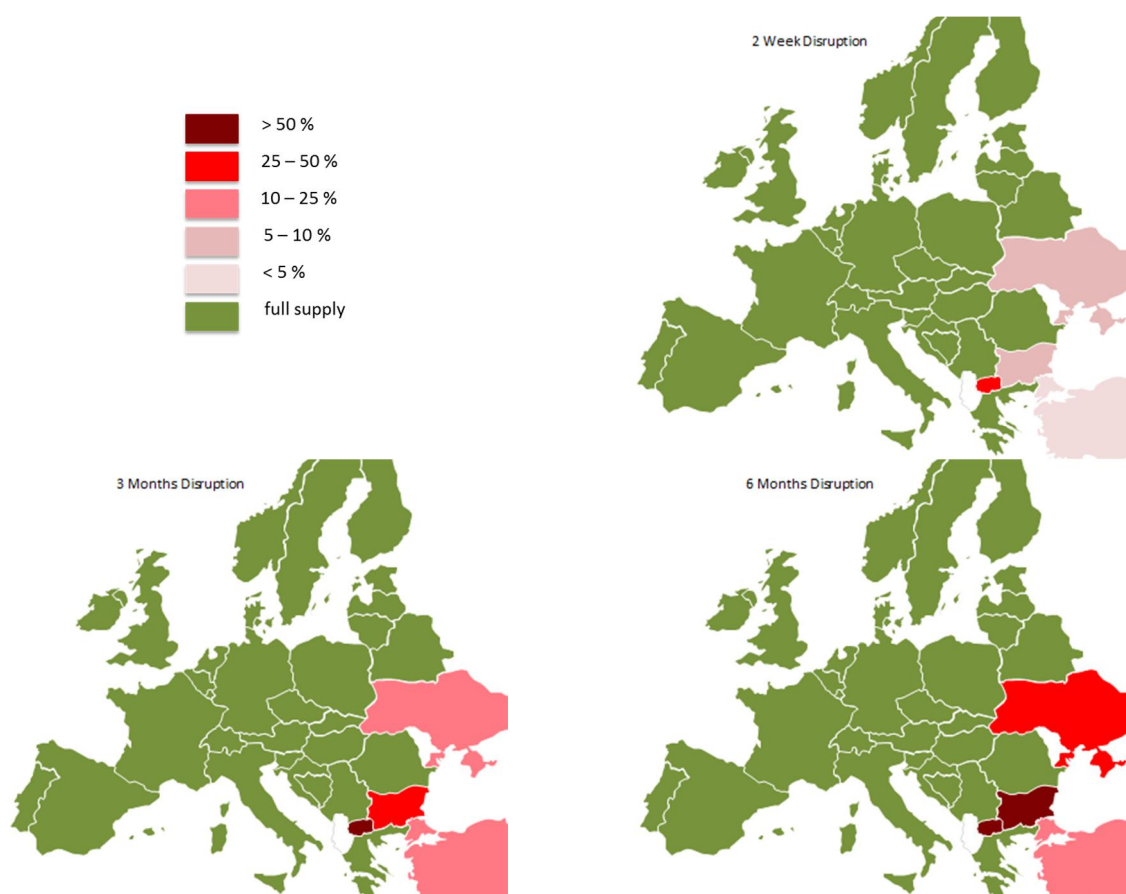 2 Week Disruption
> 50 %
25 – 50 %
10 – 25 %
5 – 10 %
< 5 %
full supply
3 Months Disruption
6 Months Disruption